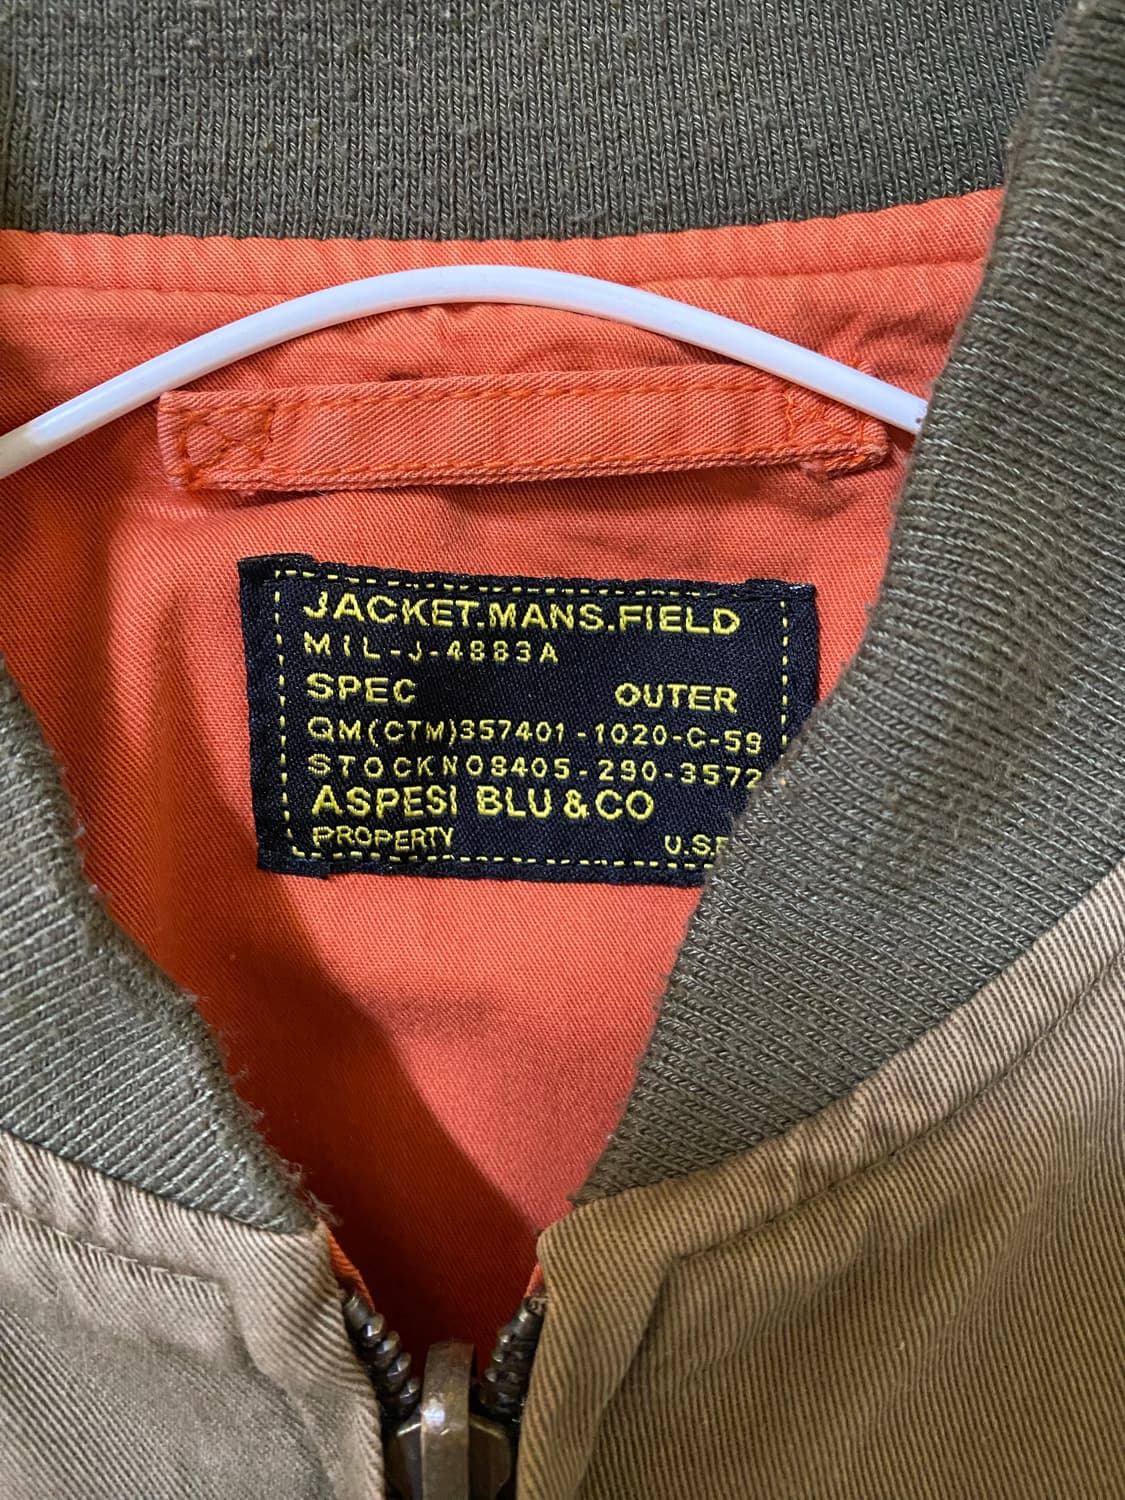 JACKET.MANS.FIELD
MIL-J-4883A
SPEC OUTER
QM(CTM)357401-1020-C-59
STOCKNO8405-290-3572
ASPESI BLU & CO
PROPERTY